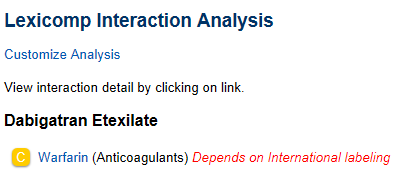 Lexicomp Interaction Analysis
Customize Analysis
View interaction detail by clicking on link.
Dabigatran Etexilate
C Warfarin (Anticoagulants) Depends on International labeling